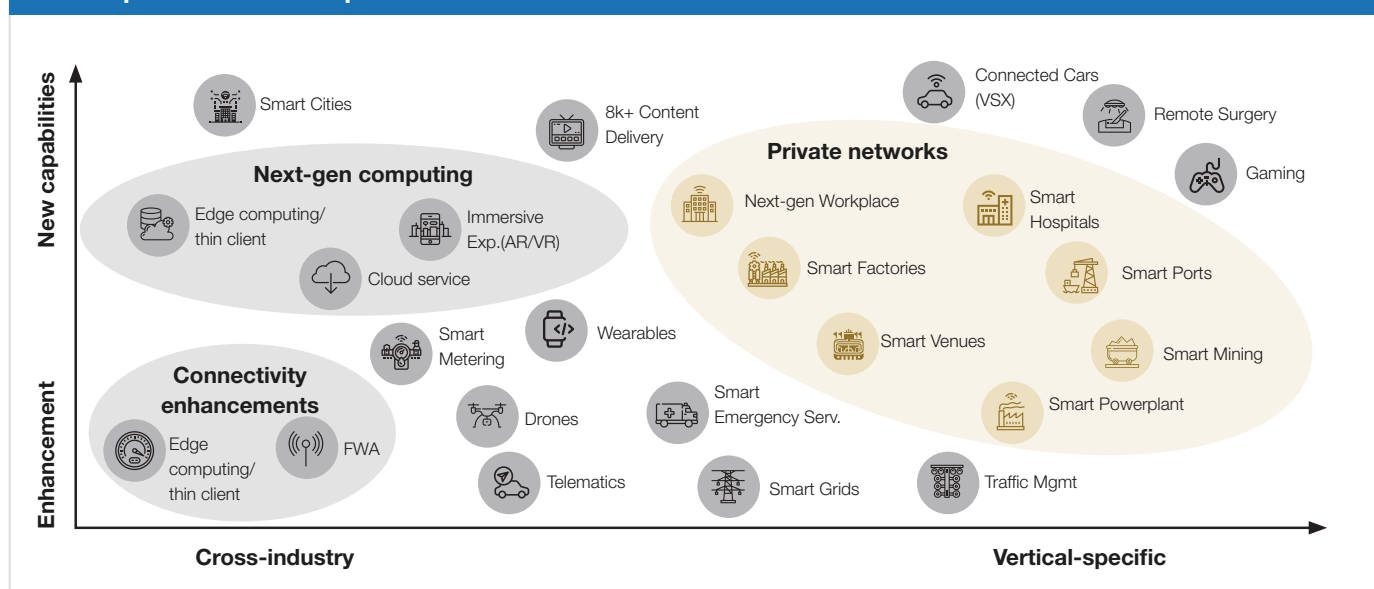 New capabilities
Enhancement
Smart Cities
8k+ Content
Delivery
Connected Cars
(VSX)
Remote Surgery
Gaming
Next-gen computing
Edge computing/
thin client
Immersive
Exp.(AR/VR)
Cloud service
Private networks
Next-gen Workplace
Smart
Hospitals
Smart Factories
Smart Ports
Smart Venues
Smart Mining
Smart Powerplant
Smart
Metering
Wearables
Connectivity
enhancements
Edge
computing/
thin client
FWA
Drones
Smart
Emergency Serv.
Telematics
Smart Grids
Traffic Mgmt
Cross-industry
Vertical-specific